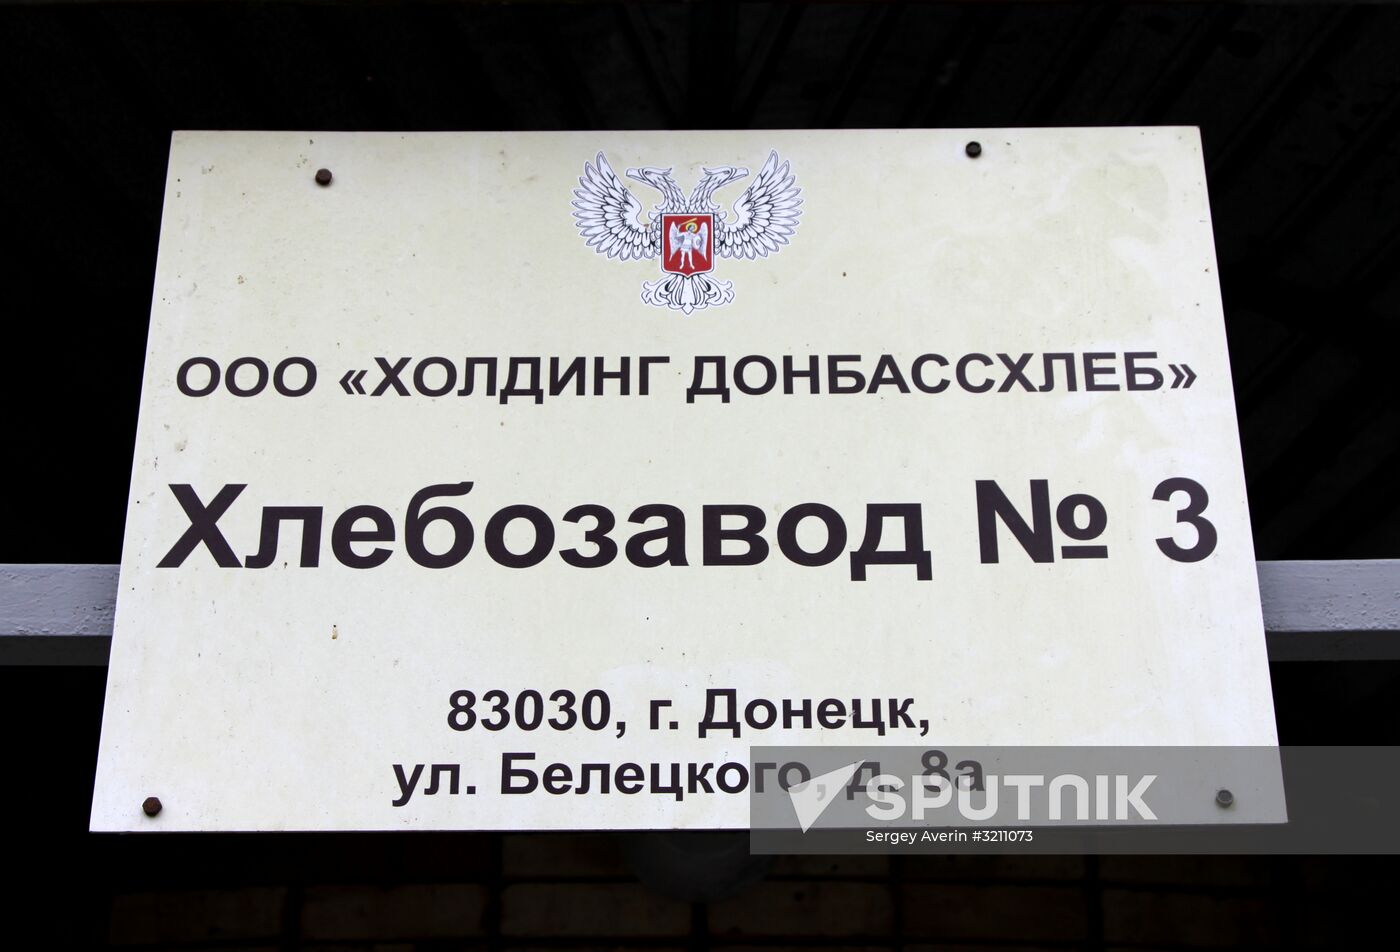 ООО «ХОЛДИНГ ДОНБАССХЛЕБ»
Хлебозавод № 3
83030, г. Донецк,
ул. Белецкого, д. 8а
SPUTNIK
Sergey Averin #3211073